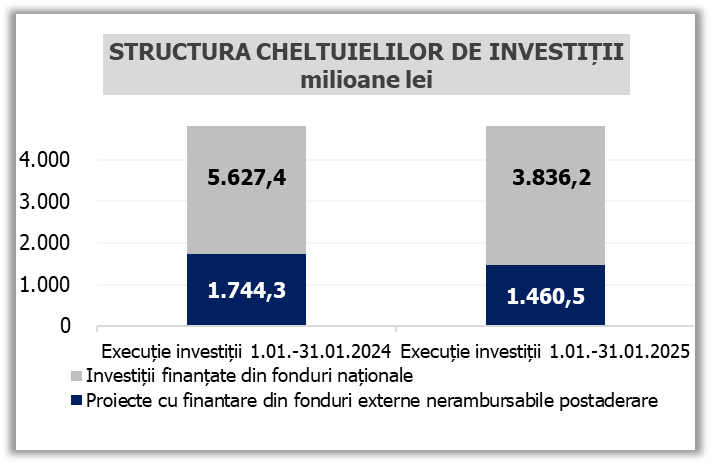 STRUCTURA CHELTUIELILOR DE INVESTIȚII
milioane lei
4.000
3.000
2.000
1.000
0
5.627,4
3.836,2
1.744,3
1.460,5
Execuție investiții 1.01.-31.01.2024
Execuție investiții 1.01.-31.01.2025
Investiții finanțate din fonduri naționale
Proiecte cu finantare din fonduri externe nerambursabile postaderare